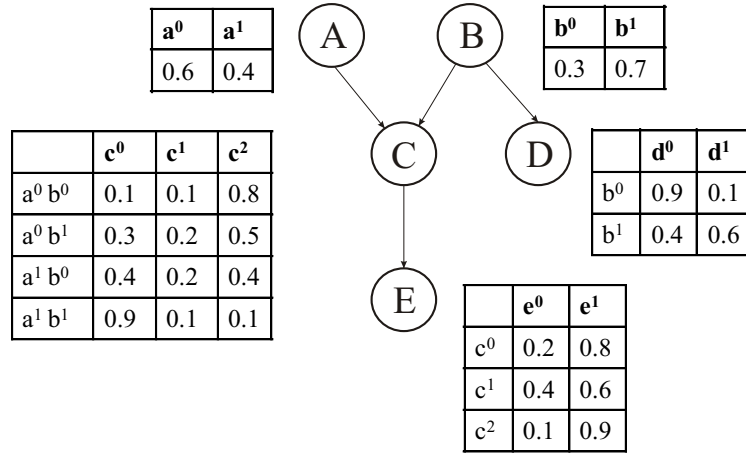 a⁰ a¹
0.6 0.4
A
B
b⁰ b¹
0.3 0.7
c⁰ c¹ c²
a⁰ b⁰ 0.1 0.1 0.8
a⁰ b¹ 0.3 0.2 0.5
a¹ b⁰ 0.4 0.2 0.4
a¹ b¹ 0.9 0.1 0.1
C
D
d⁰ d¹
b⁰ 0.9 0.1
b¹ 0.4 0.6
E
e⁰ e¹
c⁰ 0.2 0.8
c¹ 0.4 0.6
c² 0.1 0.9